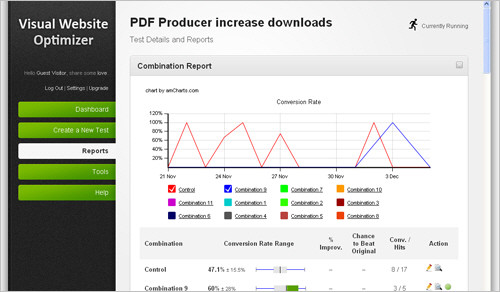 Visual Website
Optimizer
Hello Guest Visitor, share some love.
Log Out | Settings | Upgrade
Dashboard
Create a New Test
Reports
Tools
Help
PDF Producer increase downloads
Currently Running
Test Details and Reports
Combination Report
chart by amCharts.com
Conversion Rate
120%
100%
80%
60%
40%
20%
21 Nov 24 Nov 27 Nov 30 Nov 3 Dec
Control Combination 9 Combination 7 Combination 10
Combination 11 Combination 1 Combination 2 Combination 3
Combination 6 Combination 4 Combination 5 Combination 8
Combination Conversion Rate Range % Improv. Chance to Beat Original Conv. / Hits Action
Control 47.1% ± 15.5% – – 8 / 17
Combination 9 60% ± 28% – – 3 / 5